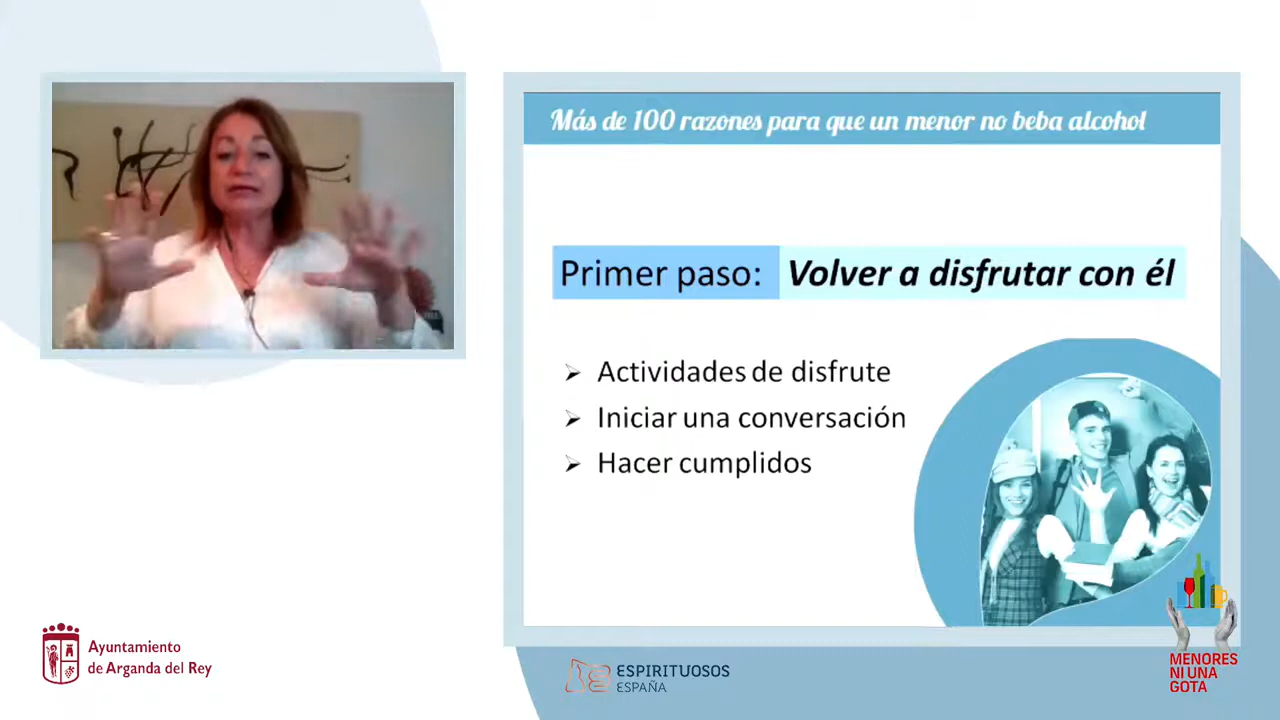 Más de 100 razones para que un menor no beba alcohol
Primer paso: Volver a disfrutar con él
Actividades de disfrute
Iniciar una conversación
Hacer cumplidos
Ayuntamiento
de Arganda del Rey
ESPIRITUOSOS
ESPAÑA
MENORES
NI UNA
GOTA